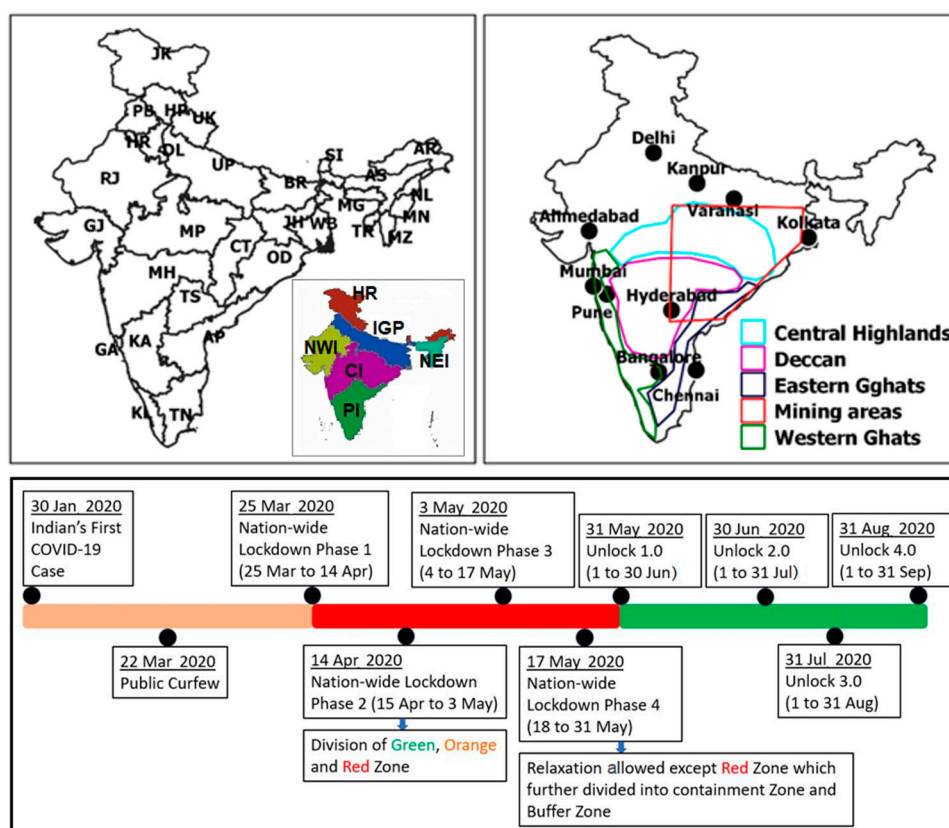 JK
PB
HP
UK
HR
DL
RJ
UP
SI
AR
AS
BR
NL
MG
MN
GJ
MP
JH
WB
TR
MZ
CT
OD
MH
TS
KA
GA
AP
KL
TN
HR
IGP
NWI
NEI
CI
PI
Delhi
Kanpur
Varanasi
Ahmedabad
Kolkata
Mumbai
Pune
Hyderabad
Bangalore
Chennai
Central Highlands
Deccan
Eastern Gghats
Mining areas
Western Ghats
30 Jan 2020
Indian's First
COVID-19
Case
25 Mar 2020
Nation-wide
Lockdown Phase 1
(25 Mar to 14 Apr)
3 May 2020
Nation-wide
Lockdown Phase 3
(4 to 17 May)
31 May 2020
Unlock 1.0
(1 to 30 Jun)
30 Jun 2020
Unlock 2.0
(1 to 31 Jul)
31 Aug 2020
Unlock 4.0
(1 to 31 Sep)
22 Mar 2020
Public Curfew
14 Apr 2020
Nation-wide Lockdown
Phase 2 (15 Apr to 3 May)
Division of Green, Orange
and Red Zone
17 May 2020
Nation-wide
Lockdown Phase 4
(18 to 31 May)
Relaxation allowed except Red Zone which
further divided into containment Zone and
Buffer Zone
31 Jul 2020
Unlock 3.0
(1 to 31 Aug)